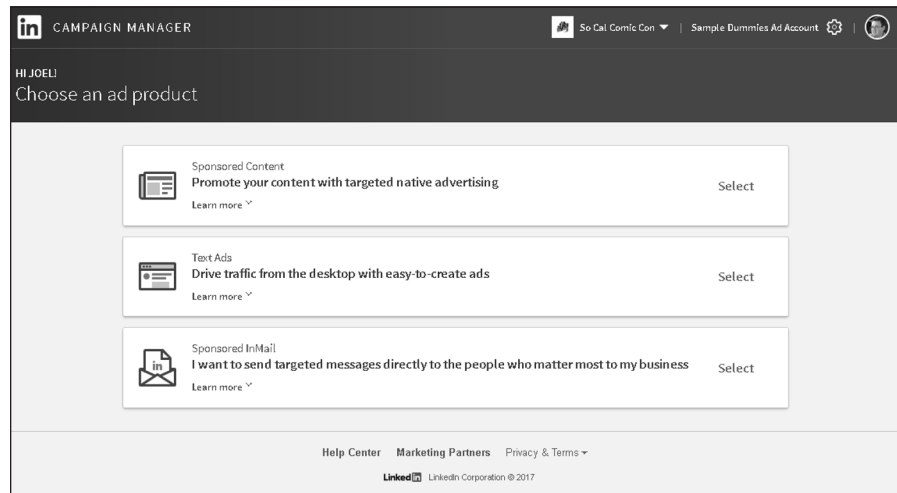 in CAMPAIGN MANAGER
So Cal Comic Con | Sample Dummies Ad Account |
HI JOEL!
Choose an ad product
Sponsored Content
Promote your content with targeted native advertising
Learn more
Select
Text Ads
Drive traffic from the desktop with easy-to-create ads
Learn more
Select
in
Sponsored InMail
I want to send targeted messages directly to the people who matter most to my business
Learn more
Select
Help Center Marketing Partners Privacy & Terms
Linked in LinkedIn Corporation © 2017